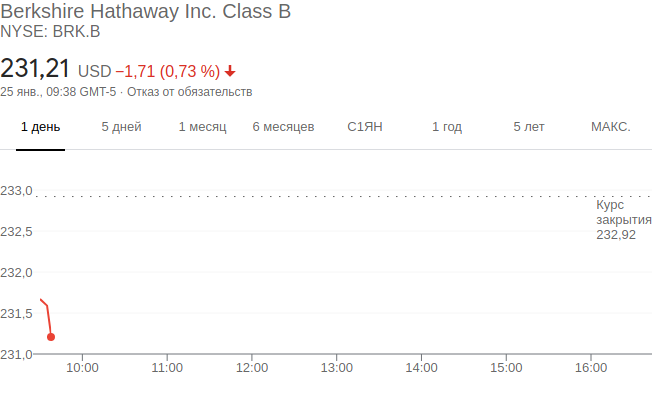 Berkshire Hathaway Inc. Class B
NYSE: BRK.B
231,21 USD −1,71 (0,73 %) 🡇
25 янв., 09:38 GMT-5 · Отказ от обязательств
1 день 5 дней 1 месяц 6 месяцев С1ЯН 1 год 5 лет МАКС.
233,0
Курс
закрытия
232,92
232,5
232,0
231,5
231,0
10:00 11:00 12:00 13:00 14:00 15:00 16:00